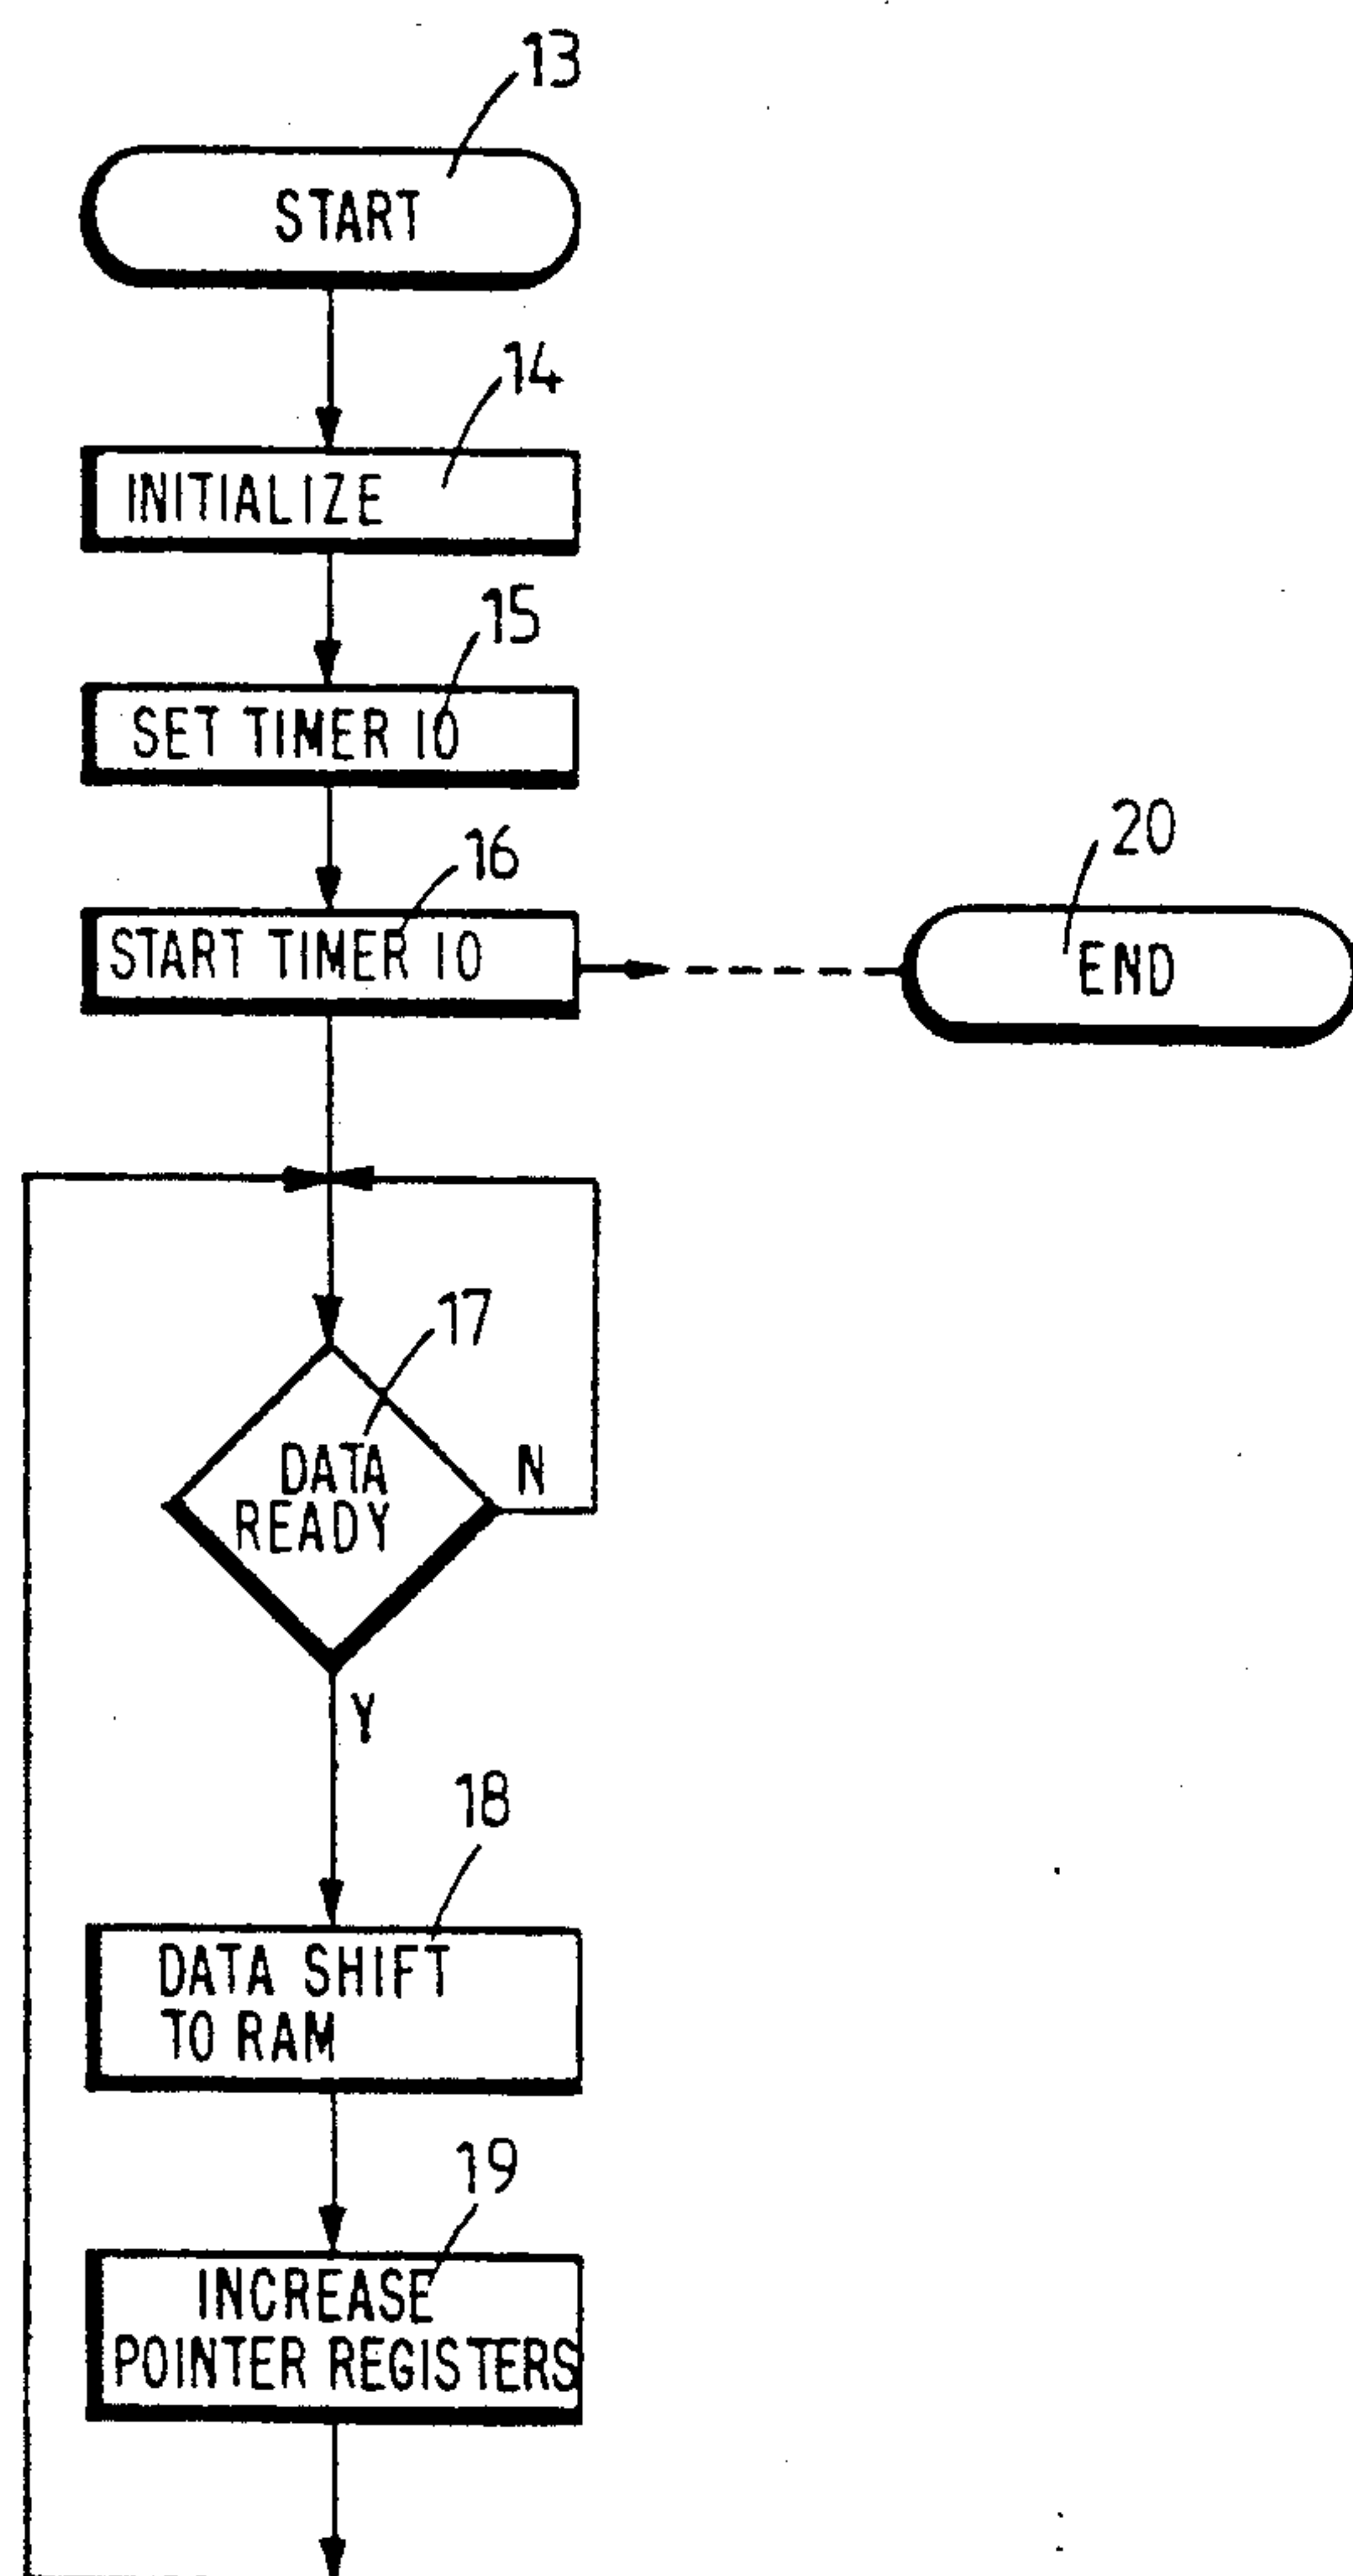 13
START
14
INITIALIZE
15
SET TIMER 10
16
START TIMER 10
20
END
17
DATA
READY
N
Y
18
DATA SHIFT
TO RAM
19
INCREASE
POINTER REGISTERS